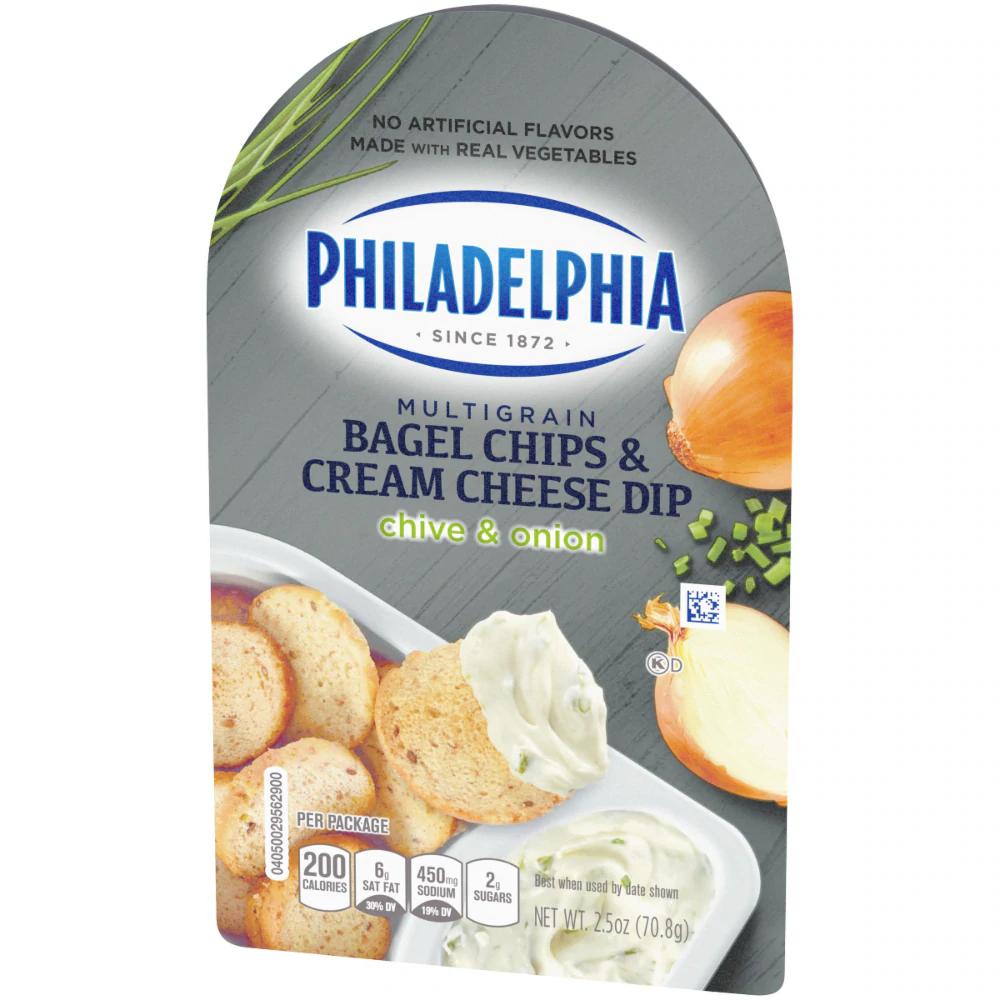 NO ARTIFICIAL FLAVORS
MADE WITH REAL VEGETABLES
PHILADELPHIA
SINCE 1872
MULTIGRAIN
BAGEL CHIPS &
CREAM CHEESE DIP
chive & onion
K D
04050029562900
PER PACKAGE
200 CALORIES
6g SAT FAT 30% DV
450mg SODIUM 19% DV
2g SUGARS
Best when used by date shown
NET WT. 2.5oz (70.8g)